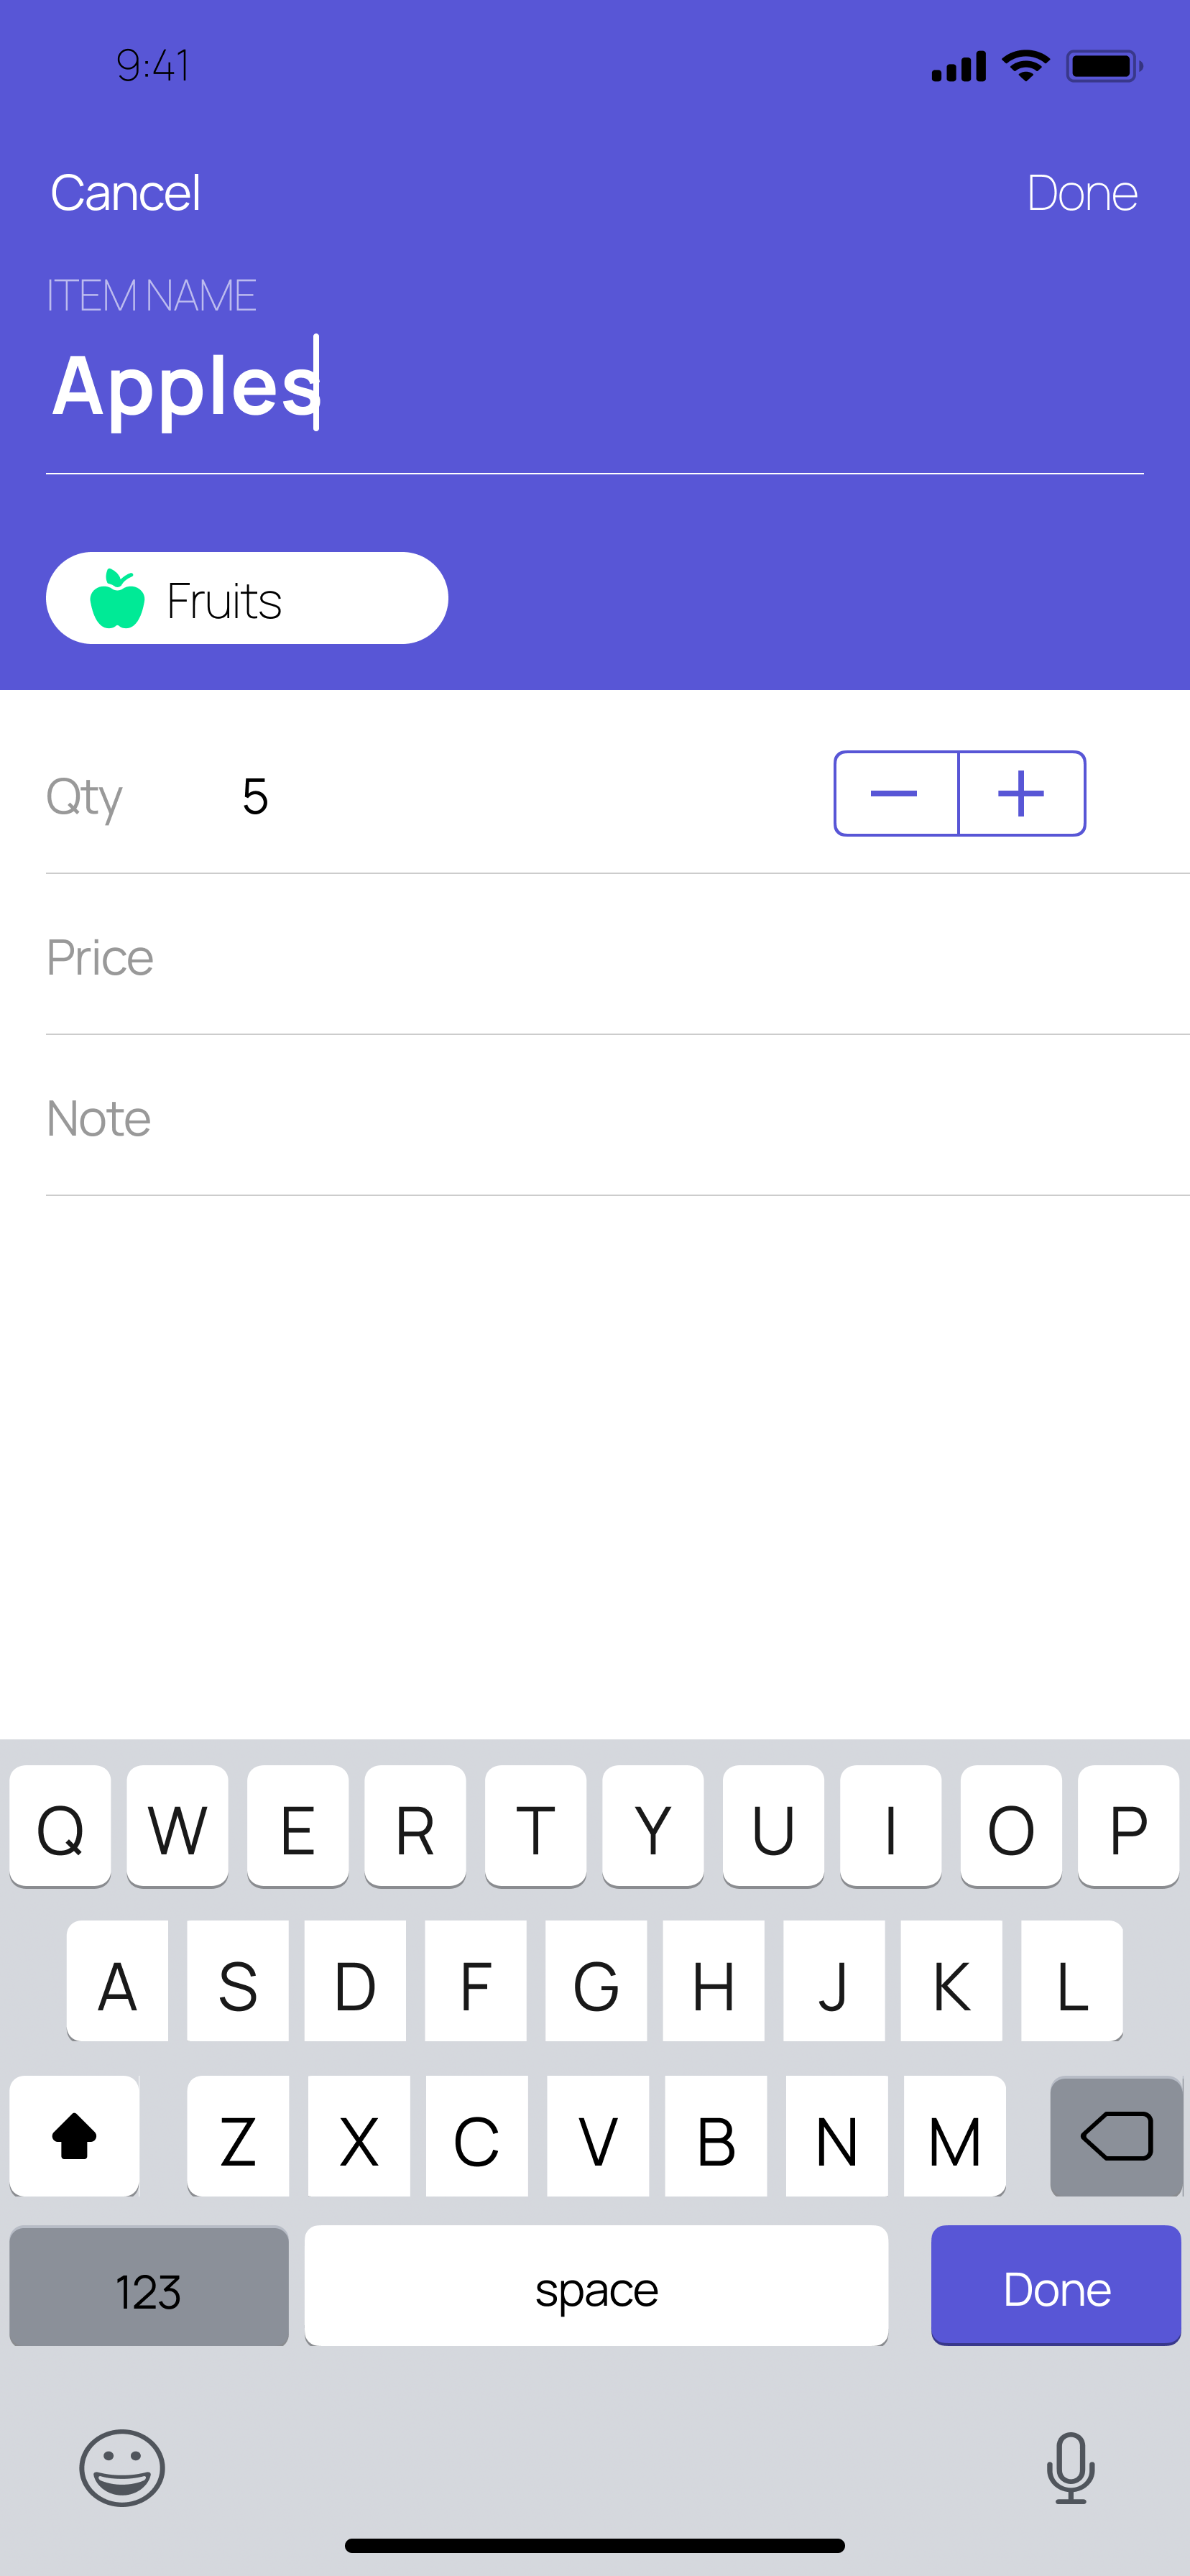 9:41
Cancel Done
ITEM NAME
Apples
Fruits
Qty 5
Price
Note
Q W E R T Y U I O P
A S D F G H J K L
Z X C V B N M
123 space Done